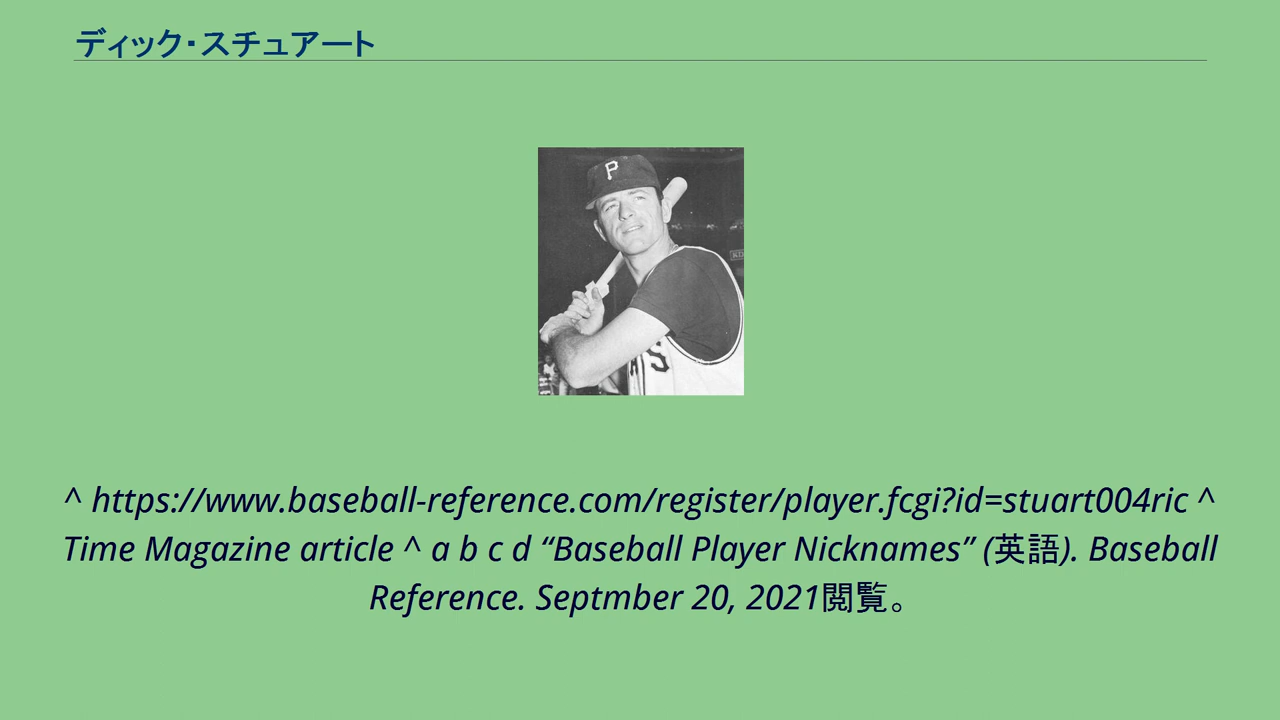 ディック・スチュアート
P
KD
^ https://www.baseball-reference.com/register/player.fcgi?id=stuart004ric ^
Time Magazine article ^ a b c d “Baseball Player Nicknames” (英語). Baseball
Reference. Septmber 20, 2021閲覧。